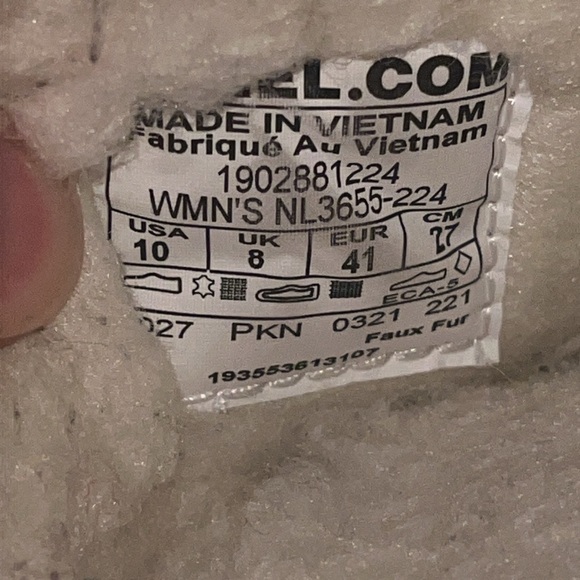 EL.COM
MADE IN VIETNAM
Fabriqué Au Vietnam
1902881224
WMN'S NL3655-224
USA UK EUR CM
10 8 41 27
ECA-5
027 PKN 0321 221
Faux Fur
193553613107